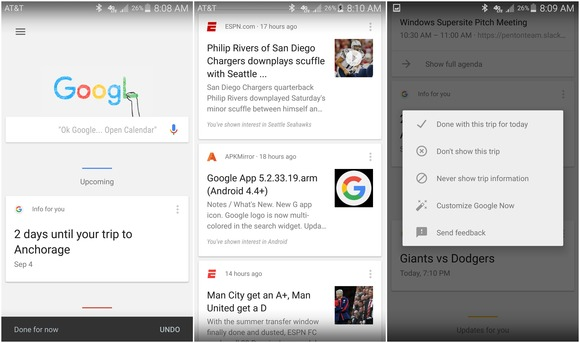 AT&T 26% 8:08 AM
Googl
"Ok Google... Open Calendar"
Upcoming
Info for you
2 days until your trip to
Anchorage
Sep 4
Done for now UNDO
AT&T 26% 8:10 AM
ESPN.com · 17 hours ago
Philip Rivers of San Diego
Chargers downplays scuffle
with Seattle ...
San Diego Chargers quarterback
Philip Rivers downplayed Saturday's
minor scuffle between himself an...
You've shown interest in Seattle Seahawks
APKMirror · 18 hours ago
Google App 5.2.33.19.arm
(Android 4.4+)
Notes / What's New. New G app
icon. Google logo is now multi-
colored in the search widget. Upda...
You've shown interest in Android
14 hours ago
Man City get an A+, Man
United get a D
With the summer transfer window
finally done and dusted, ESPN FC
AT&T 26% 8:09 AM
Windows Supersite Pitch Meeting
10:30 AM – 11:00 AM · https://pentontesm.slack...
Show full agenda
Info for you
Done with this trip for today
Don't show this trip
Never show trip information
Customize Google Now
Send feedback
Giants vs Dodgers
Today, 7:10 PM
Updates for you